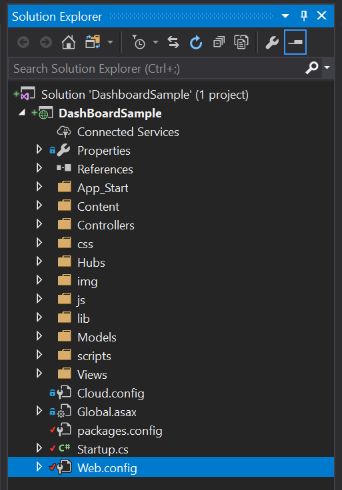 Solution Explorer
Search Solution Explorer (Ctrl+;)
Solution 'DashboardSample' (1 project)
DashBoardSample
Connected Services
Properties
References
App_Start
Content
Controllers
css
Hubs
img
js
lib
Models
scripts
Views
Cloud.config
Global.asax
packages.config
C# Startup.cs
Web.config